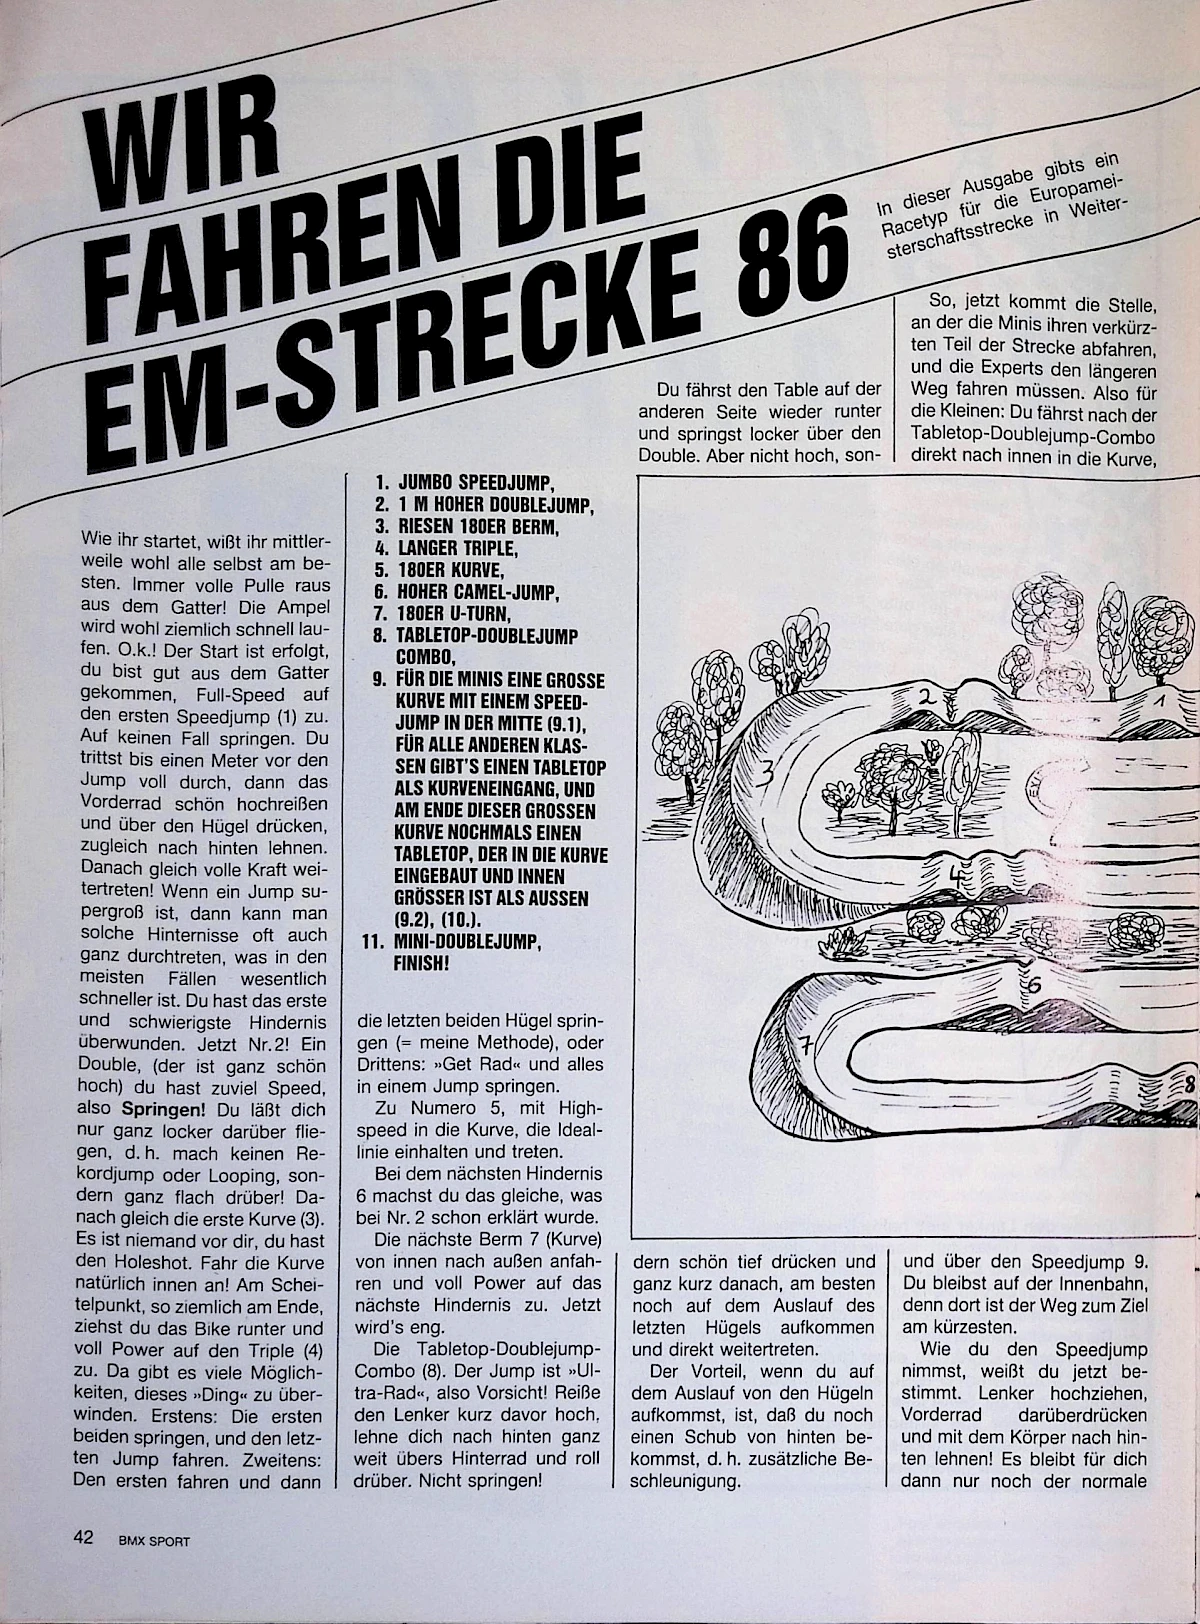 WIR
FAHREN DIE
EM-STRECKE 86
In dieser Ausgabe gibts ein
Racetyp für die Europamei-
sterschaftsstrecke in Weiter-
Wie ihr startet, wißt ihr mittler-
weile wohl alle selbst am be-
sten. Immer volle Pulle raus
aus dem Gatter! Die Ampel
wird wohl ziemlich schnell lau-
fen. O.k.! Der Start ist erfolgt,
du bist gut aus dem Gatter
gekommen, Full-Speed auf
den ersten Speedjump (1) zu.
Auf keinen Fall springen. Du
trittst bis einen Meter vor den
Jump voll durch, dann das
Vorderrad schön hochreißen
und über den Hügel drücken,
zugleich nach hinten lehnen.
Danach gleich volle Kraft wei-
tertreten! Wenn ein Jump su-
pergroß ist, dann kann man
solche Hinternisse oft auch
ganz durchtreten, was in den
meisten Fällen wesentlich
schneller ist. Du hast das erste
und schwierigste Hindernis
überwunden. Jetzt Nr. 2! Ein
Double, (der ist ganz schön
hoch) du hast zuviel Speed,
also Springen! Du läßt dich
nur ganz locker darüber flie-
gen, d. h. mach keinen Re-
kordjump oder Looping, son-
dern ganz flach drüber! Da-
nach gleich die erste Kurve (3).
Es ist niemand vor dir, du hast
den Holeshot. Fahr die Kurve
natürlich innen an! Am Schei-
telpunkt, so ziemlich am Ende,
ziehst du das Bike runter und
voll Power auf den Triple (4)
zu. Da gibt es viele Möglich-
keiten, dieses »Ding« zu über-
winden. Erstens: Die ersten
beiden springen, und den letz-
ten Jump fahren. Zweitens:
Den ersten fahren und dann
1. JUMBO SPEEDJUMP,
2. 1 M HOHER DOUBLEJUMP,
3. RIESEN 180ER BERM,
4. LANGER TRIPLE,
5. 180ER KURVE,
6. HOHER CAMEL-JUMP,
7. 180ER U-TURN,
8. TABLETOP-DOUBLEJUMP
COMBO,
9. FÜR DIE MINIS EINE GROSSE
KURVE MIT EINEM SPEED-
JUMP IN DER MITTE (9.1),
FÜR ALLE ANDEREN KLAS-
SEN GIBT'S EINEN TABLETOP
ALS KURVENEINGANG, UND
AM ENDE DIESER GROSSEN
KURVE NOCHMALS EINEN
TABLETOP, DER IN DIE KURVE
EINGEBAUT UND INNEN
GRÖSSER IST ALS AUSSEN
(9.2), (10.).
11. MINI-DOUBLEJUMP,
FINISH!
die letzten beiden Hügel sprin-
gen (= meine Methode), oder
Drittens: »Get Rad« und alles
in einem Jump springen.
Zu Numero 5, mit High-
speed in die Kurve, die Ideal-
linie einhalten und treten.
Bei dem nächsten Hindernis
6 machst du das gleiche, was
bei Nr. 2 schon erklärt wurde.
Die nächste Berm 7 (Kurve)
von innen nach außen anfah-
ren und voll Power auf das
nächste Hindernis zu. Jetzt
wird's eng.
Die Tabletop-Doublejump-
Combo (8). Der Jump ist »Ul-
tra-Rad«, also Vorsicht! Reiße
den Lenker kurz davor hoch,
lehne dich nach hinten ganz
weit übers Hinterrad und roll
drüber. Nicht springen!
Du fährst den Table auf der
anderen Seite wieder runter
und springst locker über den
Double. Aber nicht hoch, son-
dern schön tief drücken und
ganz kurz danach, am besten
noch auf dem Auslauf des
letzten Hügels aufkommen
und direkt weitertreten.
Der Vorteil, wenn du auf
dem Auslauf von den Hügeln
aufkommst, ist, daß du noch
einen Schub von hinten be-
kommst, d. h. zusätzliche Be-
schleunigung.
So, jetzt kommt die Stelle,
an der die Minis ihren verkürz-
ten Teil der Strecke abfahren,
und die Experts den längeren
Weg fahren müssen. Also für
die Kleinen: Du fährst nach der
Tabletop-Doublejump-Combo
direkt nach innen in die Kurve,
und über den Speedjump 9.
Du bleibst auf der Innenbahn,
denn dort ist der Weg zum Ziel
am kürzesten.
Wie du den Speedjump
nimmst, weißt du jetzt be-
stimmt. Lenker hochziehen,
Vorderrad darüberdrücken
und mit dem Körper nach hin-
ten lehnen! Es bleibt für dich
dann nur noch der normale
2
1
3
4
6
7
8
42 BMX SPORT